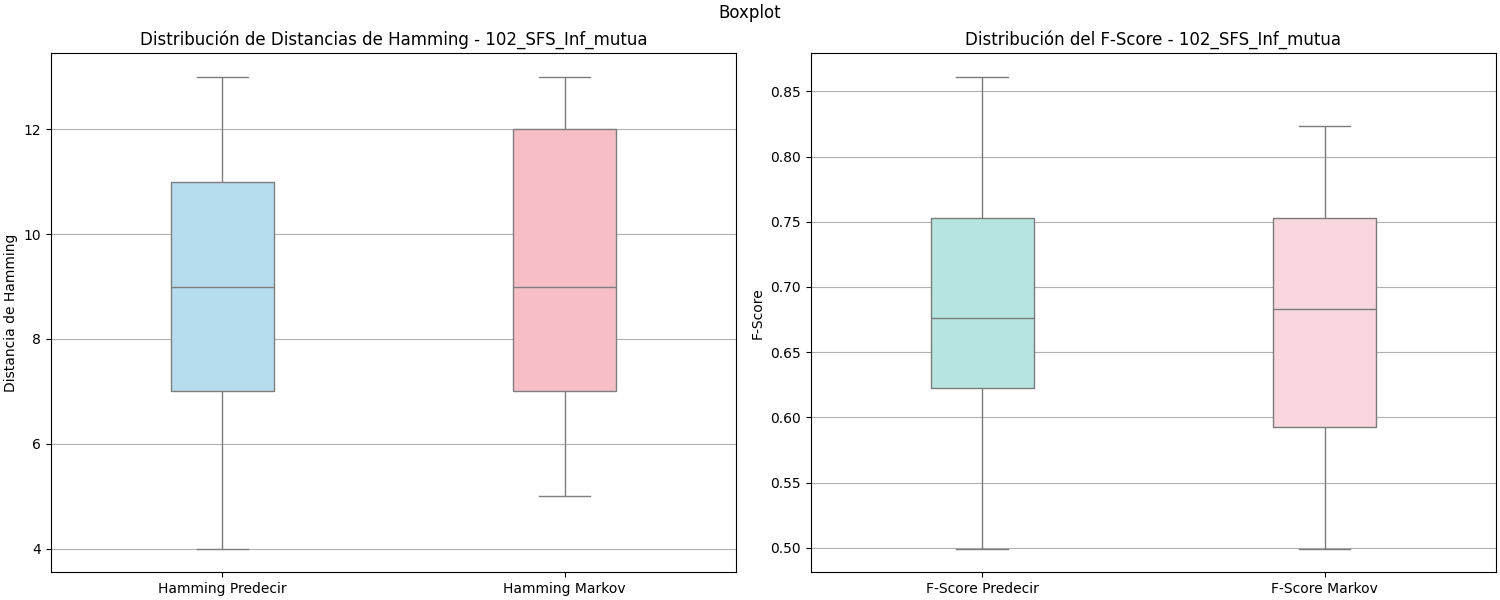 Boxplot
Distribución de Distancias de Hamming - 102_SFS_Inf_mutua
Distancia de Hamming
12
10
8
6
4
Hamming Predecir
Hamming Markov
Distribución del F-Score - 102_SFS_Inf_mutua
F-Score
0.85
0.80
0.75
0.70
0.65
0.60
0.55
0.50
F-Score Predecir
F-Score Markov